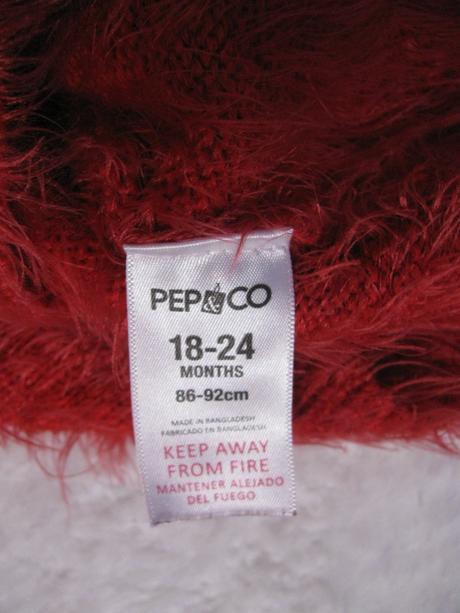 PEP&CO
18-24
MONTHS
86-92cm
MADE IN BANGLADESH
FABRICADO EN BANGLADESH
KEEP AWAY
FROM FIRE
MANTENER ALEJADO
DEL FUEGO